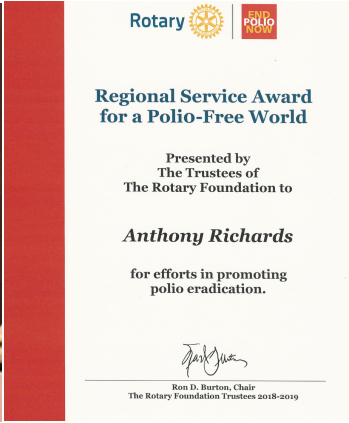 Rotary
END
POLIO
NOW
Regional Service Award
for a Polio-Free World
Presented by
The Trustees of
The Rotary Foundation to
Anthony Richards
for efforts in promoting
polio eradication.
Ron D. Burton, Chair
The Rotary Foundation Trustees 2018-2019